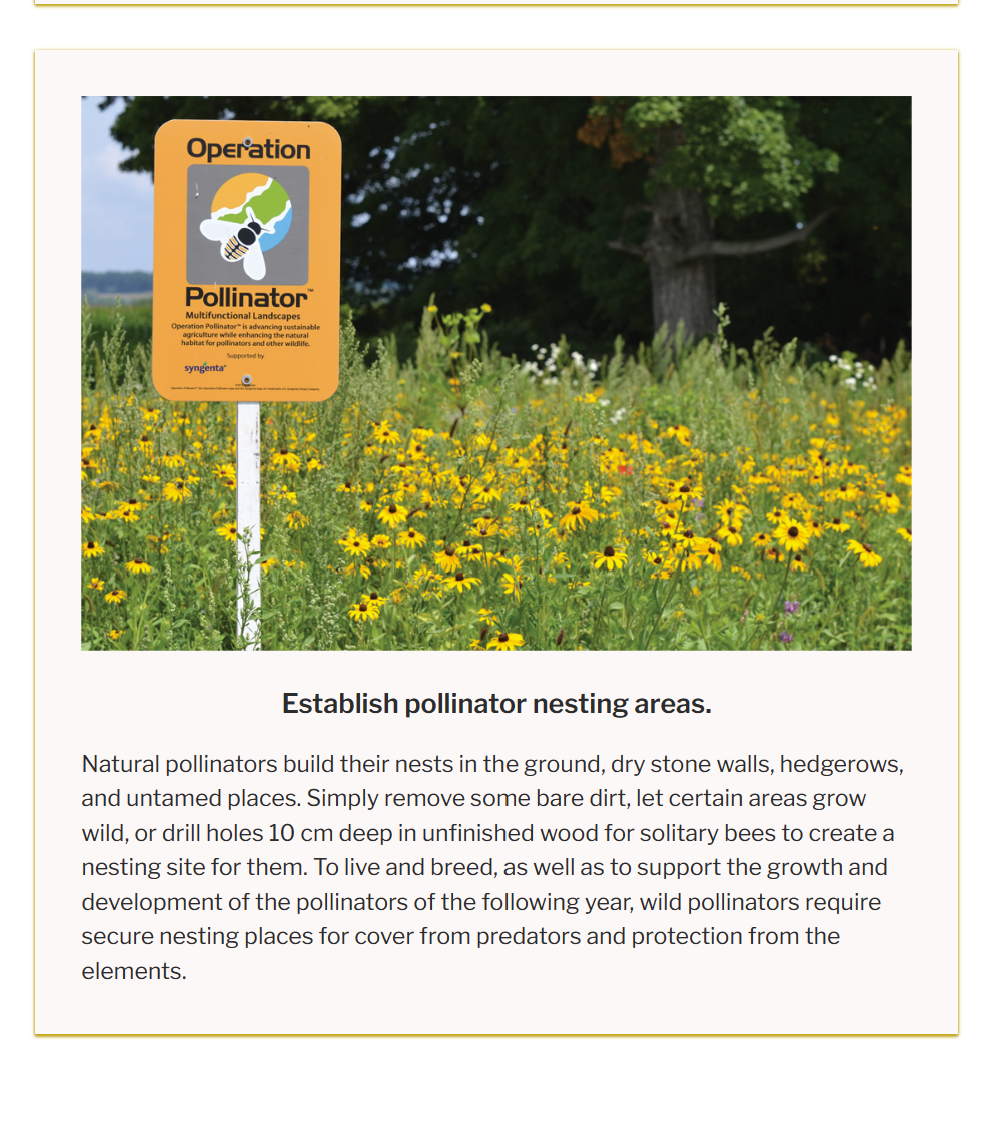 Operation
Pollinator™
Multifunctional Landscapes
Operation Pollinator™ is advancing sustainable
agriculture while enhancing the natural
habitat for pollinators and other wildlife.
Supported by
syngenta®
Establish pollinator nesting areas.
Natural pollinators build their nests in the ground, dry stone walls, hedgerows,
and untamed places. Simply remove some bare dirt, let certain areas grow
wild, or drill holes 10 cm deep in unfinished wood for solitary bees to create a
nesting site for them. To live and breed, as well as to support the growth and
development of the pollinators of the following year, wild pollinators require
secure nesting places for cover from predators and protection from the
elements.